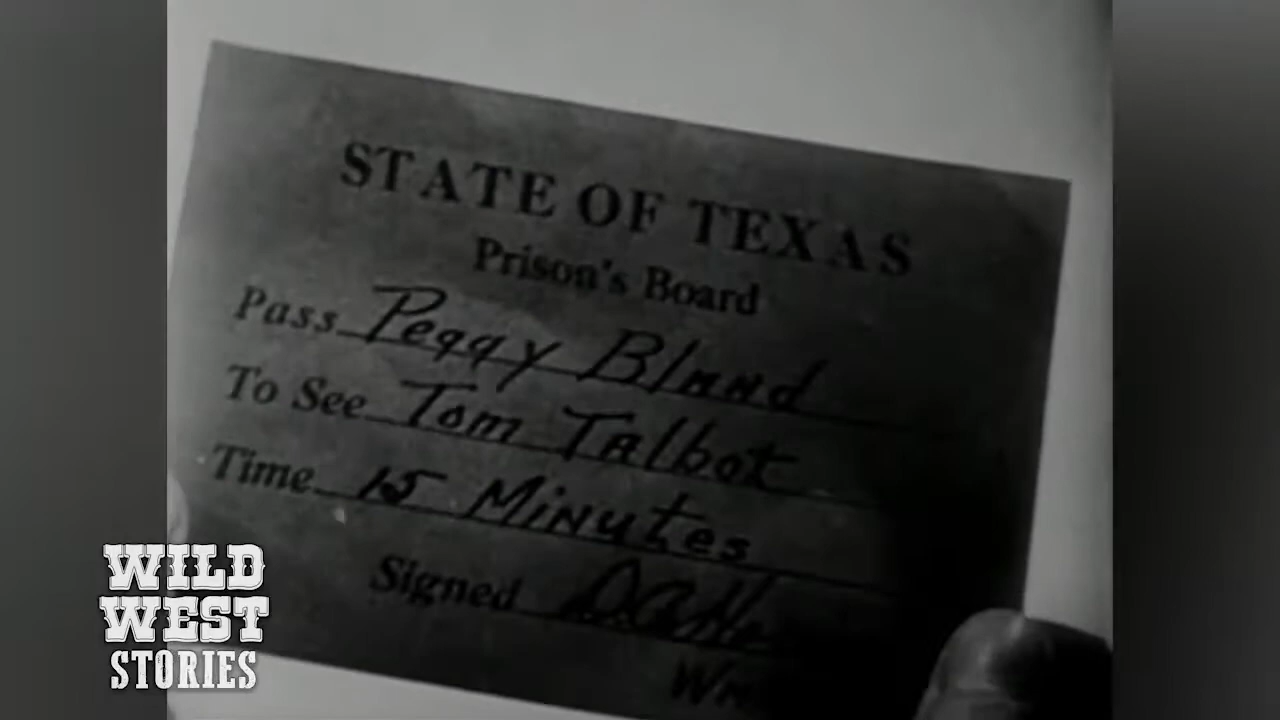 STATE OF TEXAS
Prison's Board
Pass Peggy Bland
To See Tom Talbot
Time 15 Minutes
Signed
WILD
WEST
STORIES